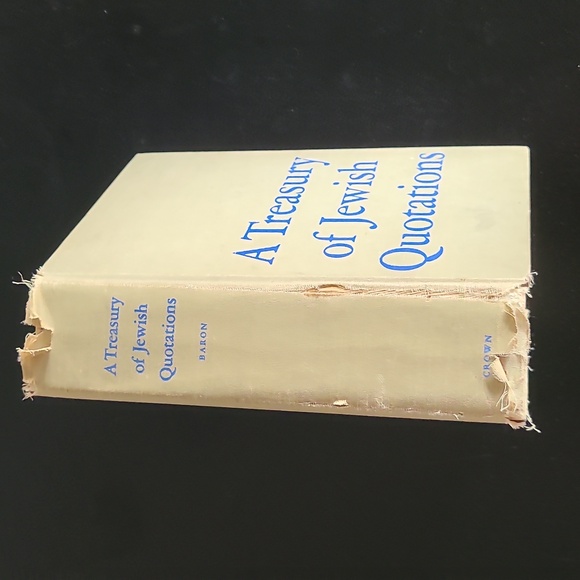 A Treasury
of Jewish
Quotations
A Treasury
of Jewish
Quotations
BARON
CROWN